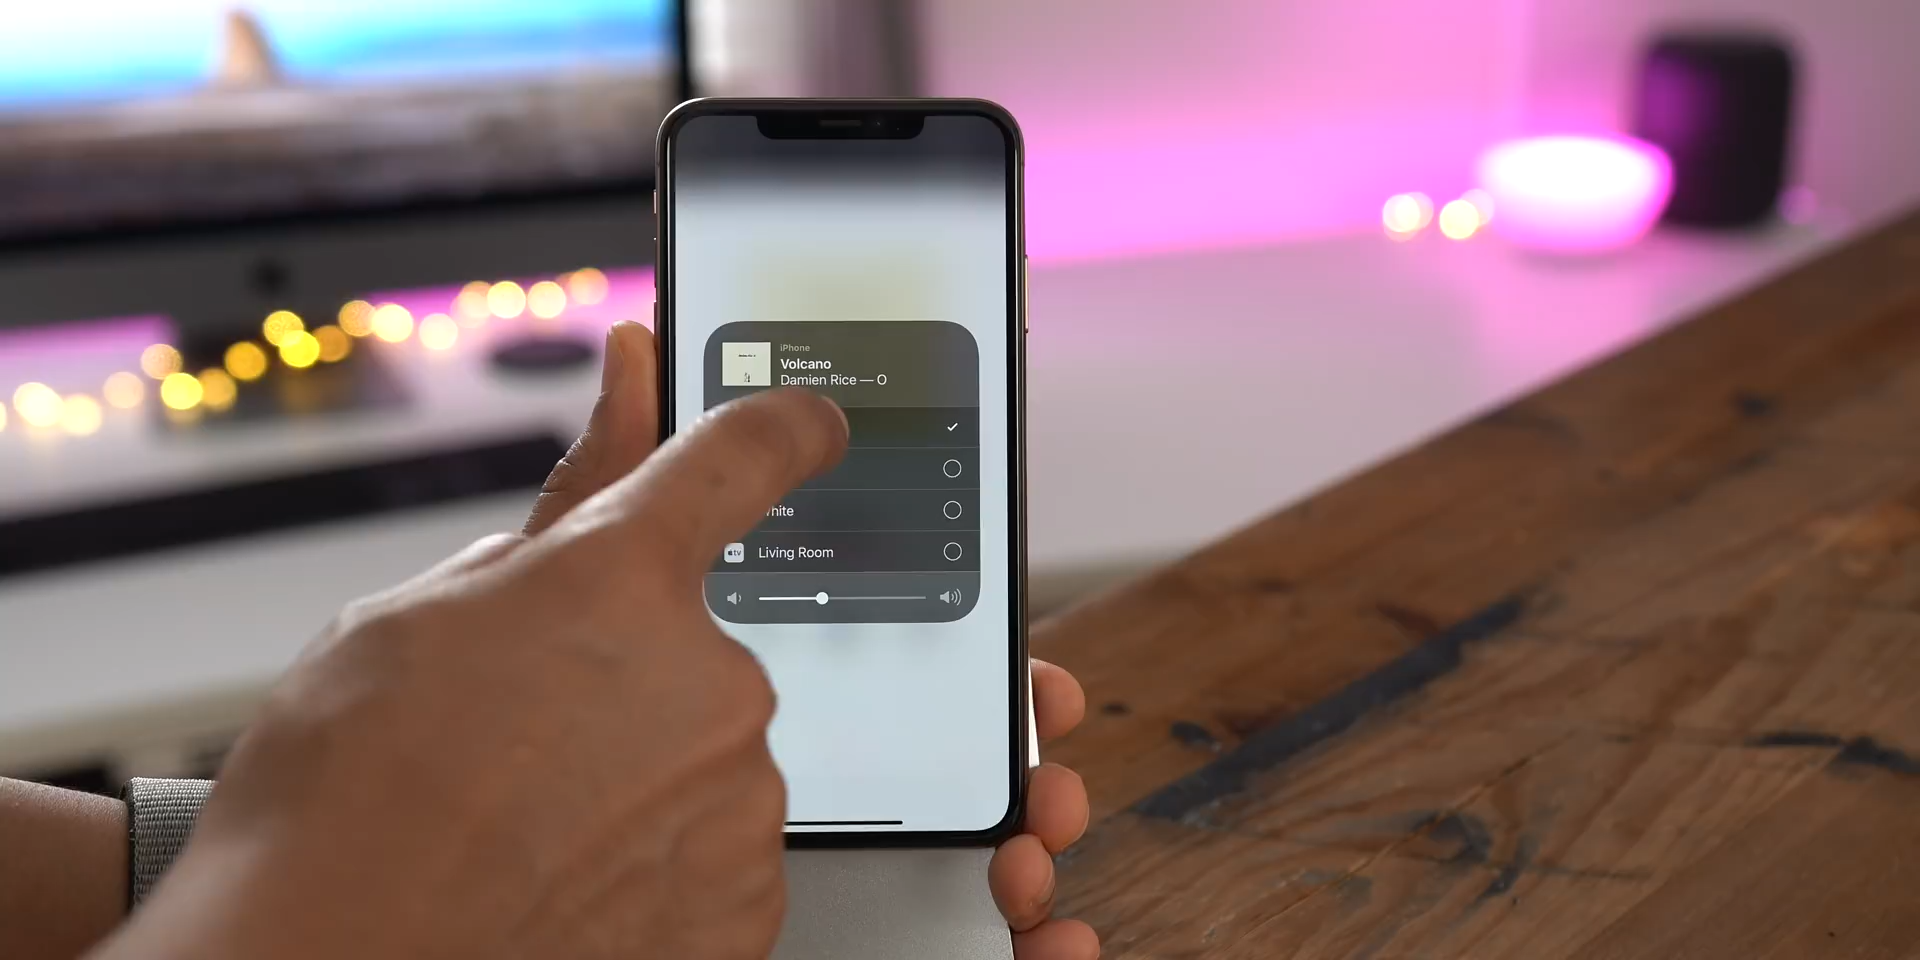 iPhone
Volcano
Damien Rice — O
hite
tv
Living Room